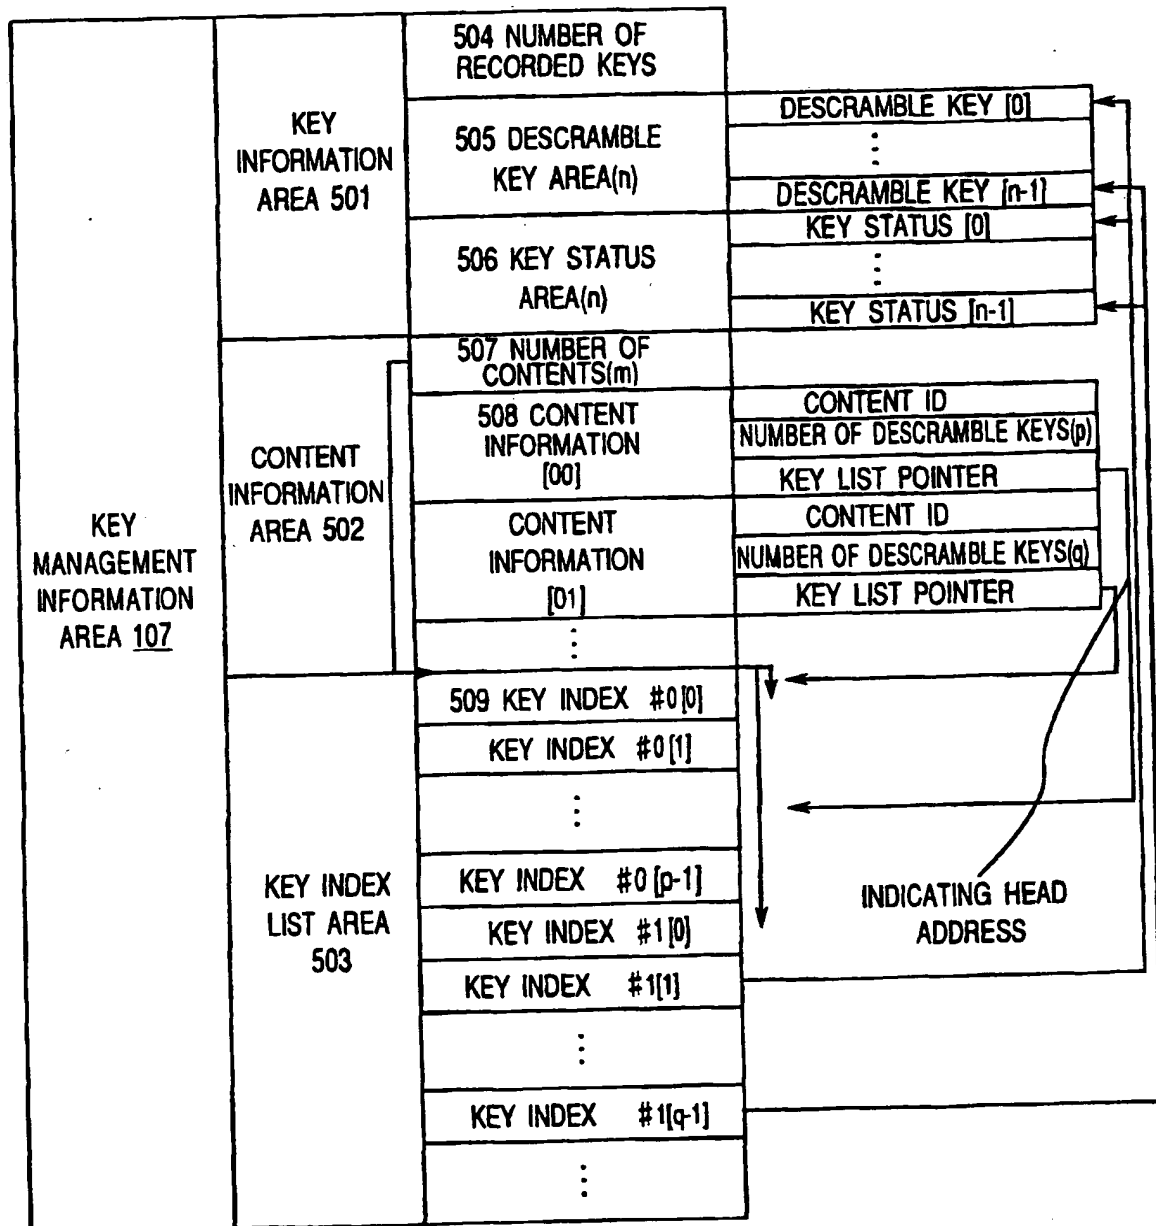 KEY
MANAGEMENT
INFORMATION
AREA 107
KEY
INFORMATION
AREA 501
504 NUMBER OF
RECORDED KEYS
505 DESCRAMBLE
KEY AREA(n)
DESCRAMBLE KEY [0]
⋮
DESCRAMBLE KEY [n-1]
506 KEY STATUS
AREA(n)
KEY STATUS [0]
⋮
KEY STATUS [n-1]
CONTENT
INFORMATION
AREA 502
507 NUMBER OF
CONTENTS(m)
508 CONTENT
INFORMATION
[00]
CONTENT ID
NUMBER OF DESCRAMBLE KEYS(p)
KEY LIST POINTER
CONTENT
INFORMATION
[01]
CONTENT ID
NUMBER OF DESCRAMBLE KEYS(q)
KEY LIST POINTER
⋮
KEY INDEX
LIST AREA
503
509 KEY INDEX #0[0]
KEY INDEX #0[1]
⋮
KEY INDEX #0[p-1]
KEY INDEX #1[0]
KEY INDEX #1[1]
⋮
KEY INDEX #1[q-1]
⋮
INDICATING HEAD
ADDRESS